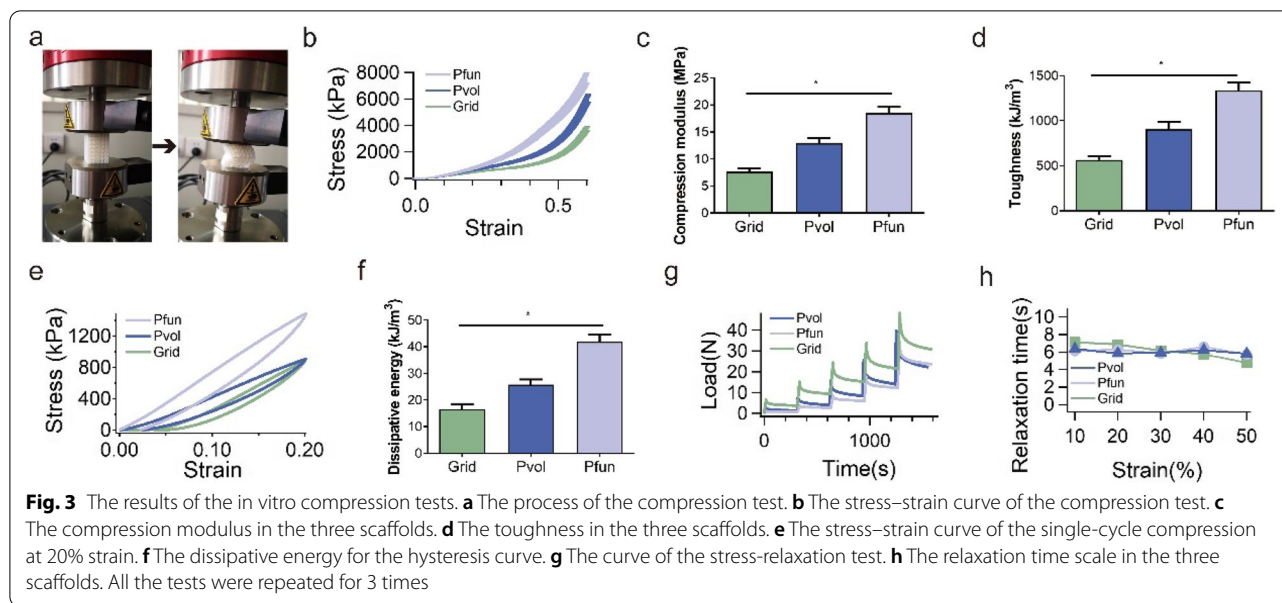 a
b
Pfun
Pvol
Grid
Stress (kPa)
8000
6000
4000
2000
0
0.0
0.5
Strain
c
Compression modulus (MPa)
25
20
15
10
5
0
*
Grid
Pvol
Pfun
d
Toughness (kJ/m³)
1500
1000
500
0
*
Grid
Pvol
Pfun
e
Pfun
Pvol
Grid
Stress (kPa)
1200
800
400
0
0.00
0.10
0.20
Strain
f
Dissipative energy (kJ/m³)
50
40
30
20
10
0
*
Grid
Pvol
Pfun
g
Pvol
Pfun
Grid
Load(N)
40
30
20
10
0
0
1000
Time(s)
h
Relaxation time(s)
10
8
6
4
2
0
Pvol
Pfun
Grid
10 20 30 40 50
Strain(%)
Fig. 3 The results of the in vitro compression tests. a The process of the compression test. b The stress–strain curve of the compression test. c
The compression modulus in the three scaffolds. d The toughness in the three scaffolds. e The stress–strain curve of the single-cycle compression
at 20% strain. f The dissipative energy for the hysteresis curve. g The curve of the stress-relaxation test. h The relaxation time scale in the three
scaffolds. All the tests were repeated for 3 times